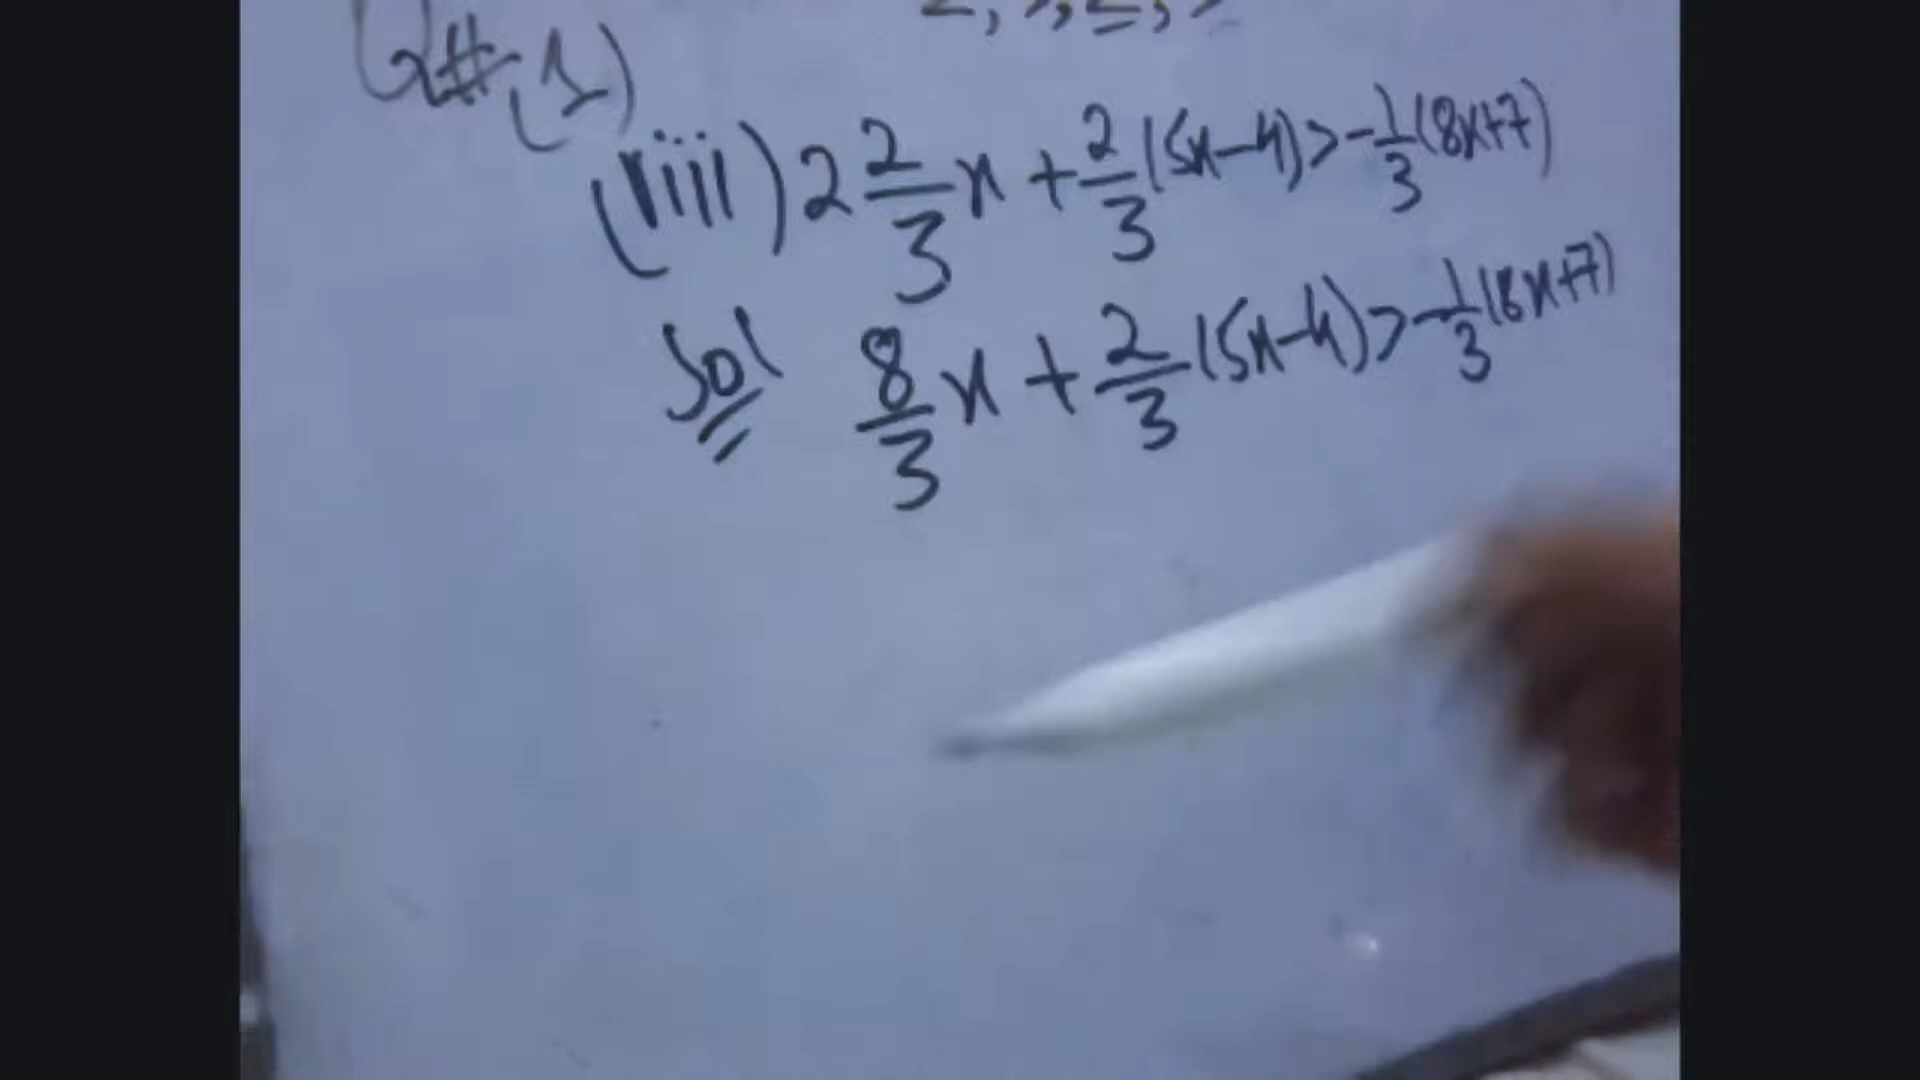 Q#(1)
(viii) 2 2/3 x + 2/3 (5x-4) > -1/3 (8x+7)
Sol 8/3 x + 2/3 (5x-4) > -1/3 (8x+7)